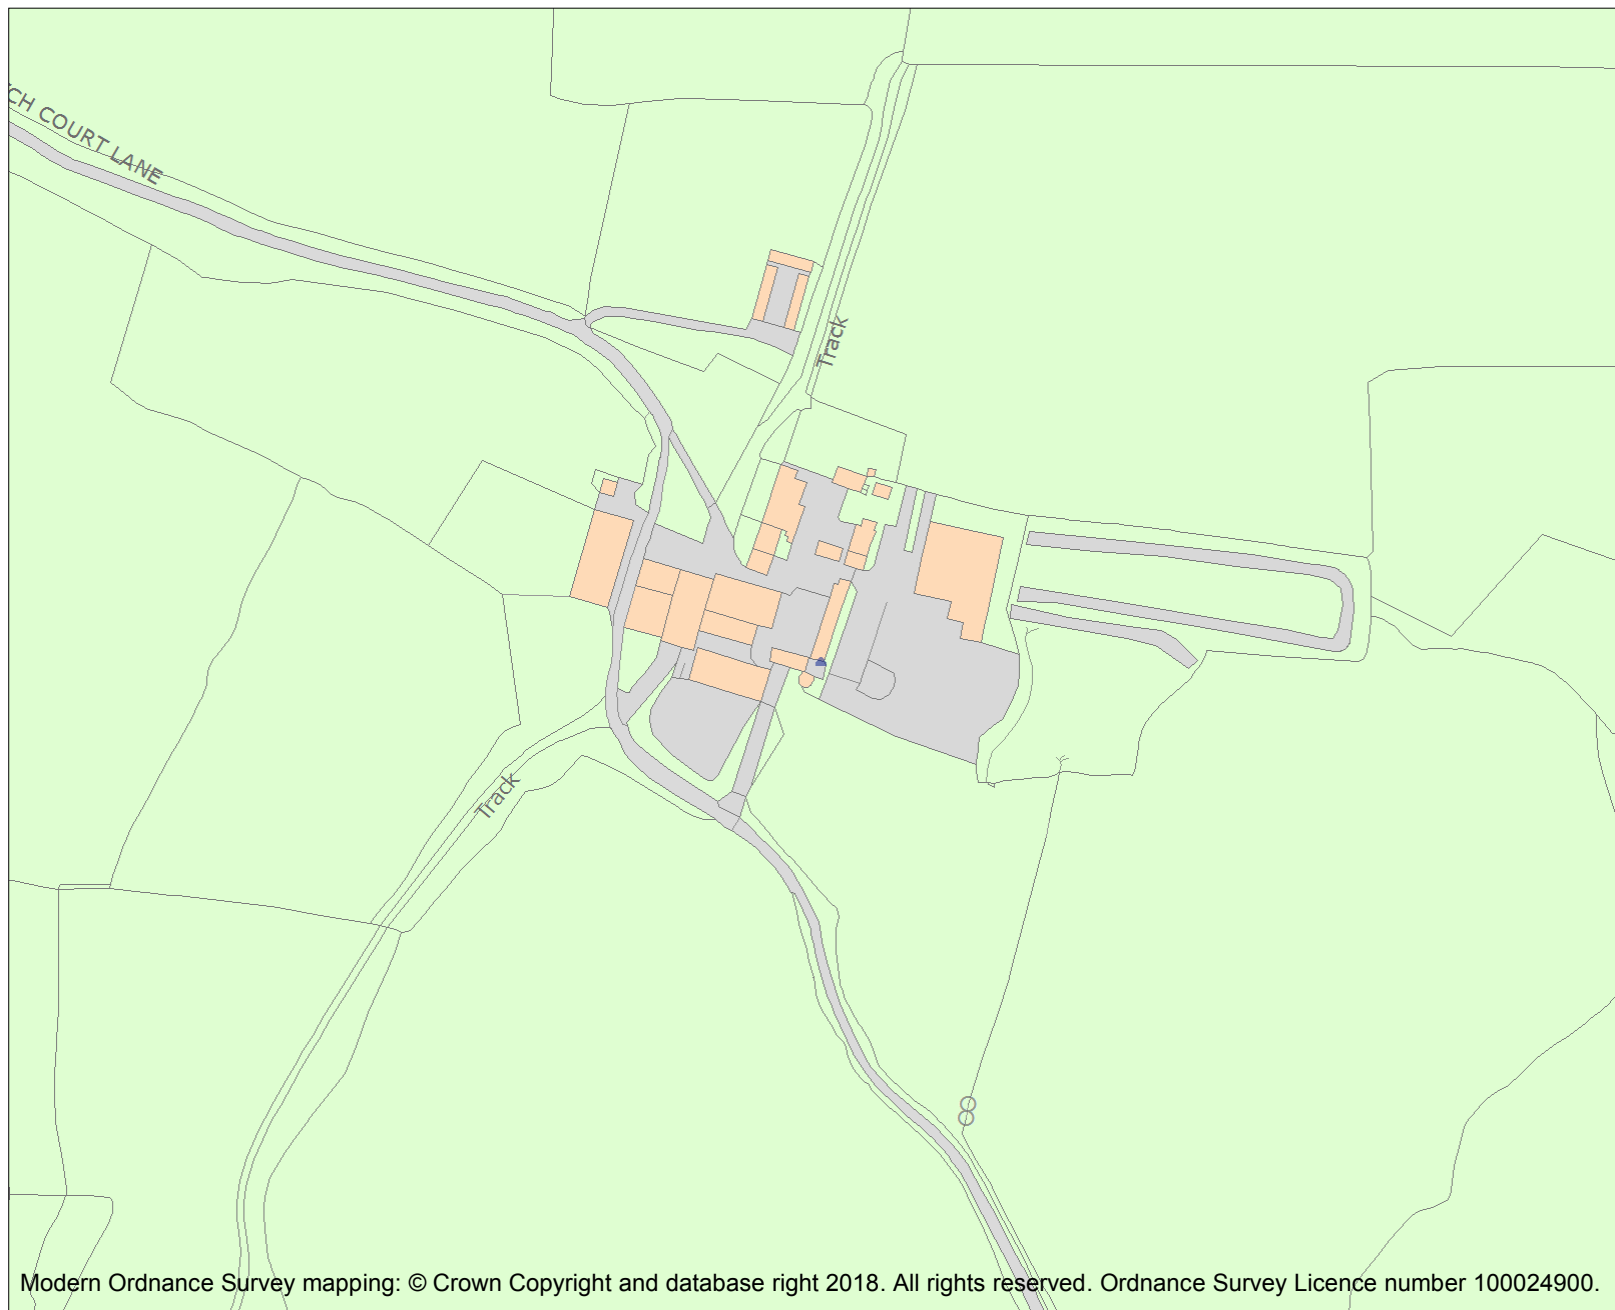 CH COURT LANE
Track
Track
Modern Ordnance Survey mapping: © Crown Copyright and database right 2018. All rights reserved. Ordnance Survey Licence number 100024900.